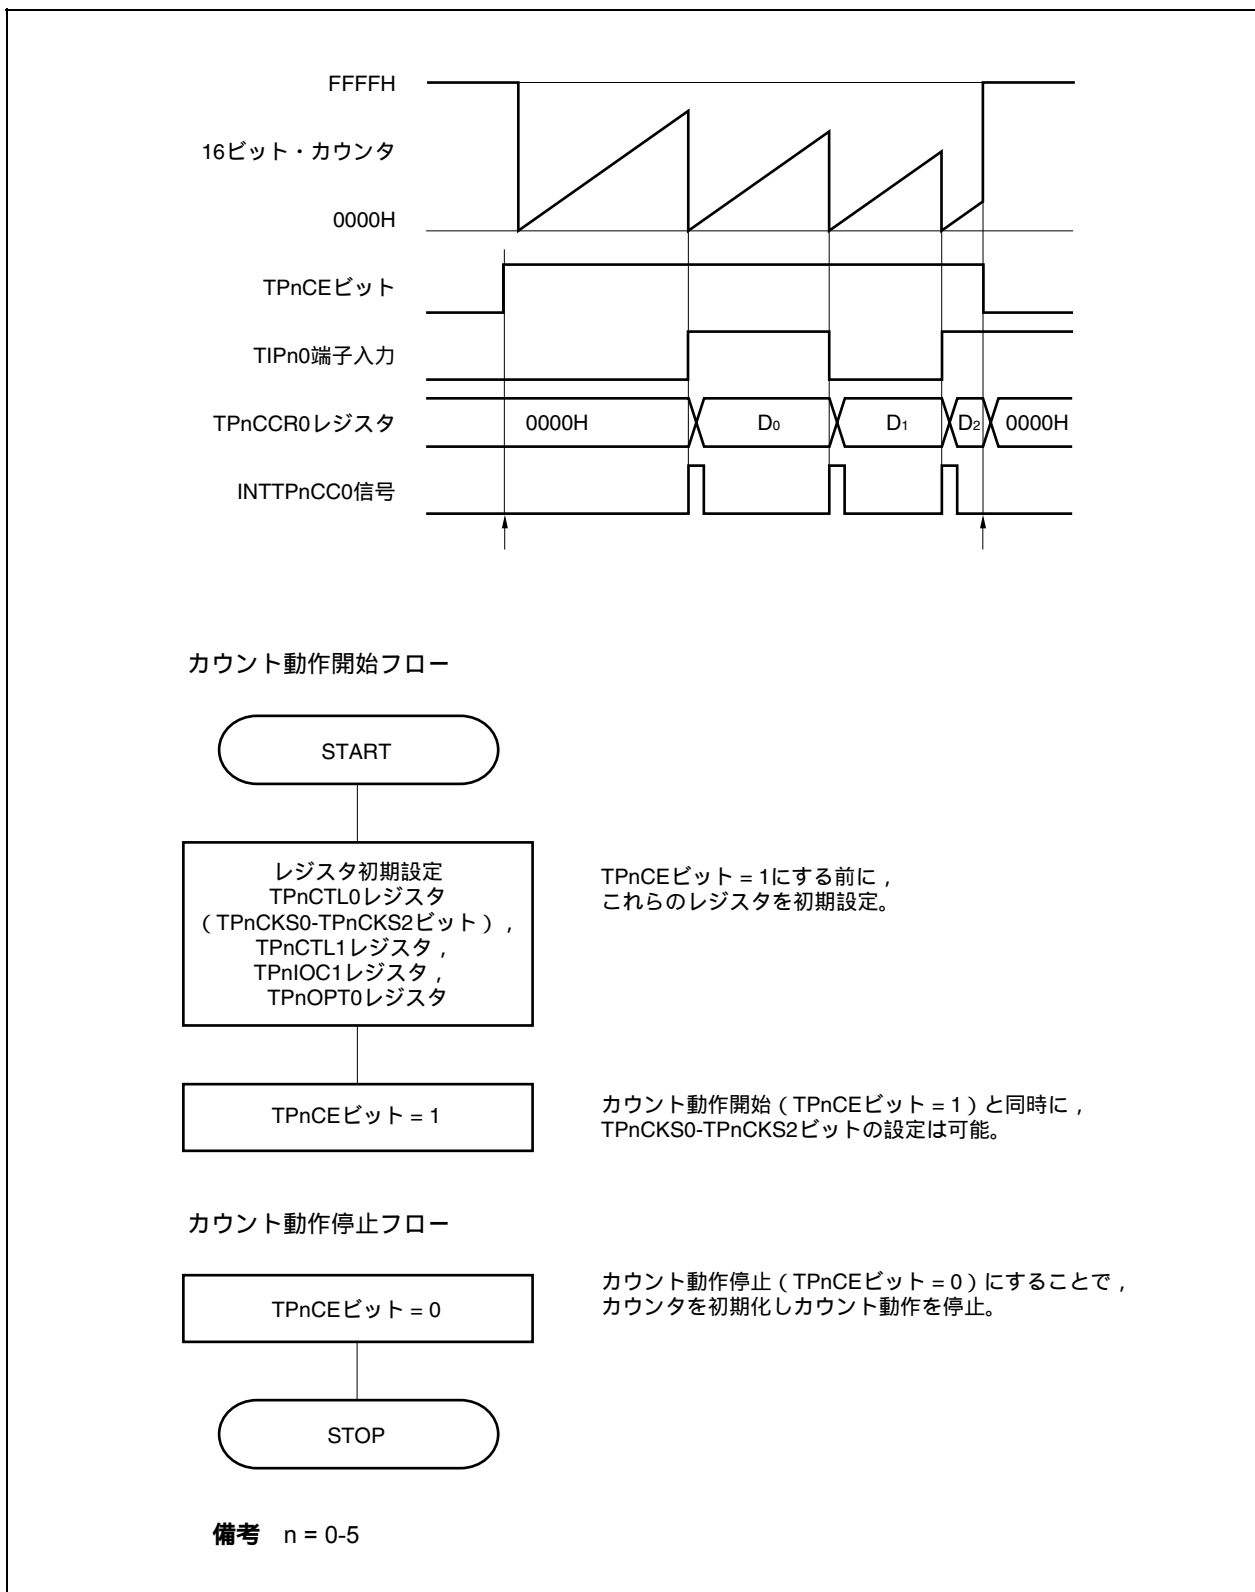 FFFFH
16ビット・カウンタ
0000H
TPnCEビット
TIPn0端子入力
TPnCCR0レジスタ
0000H
D0
D1
D2
0000H
INTTPnCC0信号
カウント動作開始フロー
START
レジスタ初期設定
TPnCTL0レジスタ
（TPnCKS0-TPnCKS2ビット），
TPnCTL1レジスタ，
TPnIOC1レジスタ，
TPnOPT0レジスタ
TPnCEビット = 1にする前に，
これらのレジスタを初期設定。
TPnCEビット = 1
カウント動作開始（TPnCEビット = 1）と同時に，
TPnCKS0-TPnCKS2ビットの設定は可能。
カウント動作停止フロー
TPnCEビット = 0
カウント動作停止（TPnCEビット = 0）にすることで，
カウンタを初期化しカウント動作を停止。
STOP
備考 n = 0-5